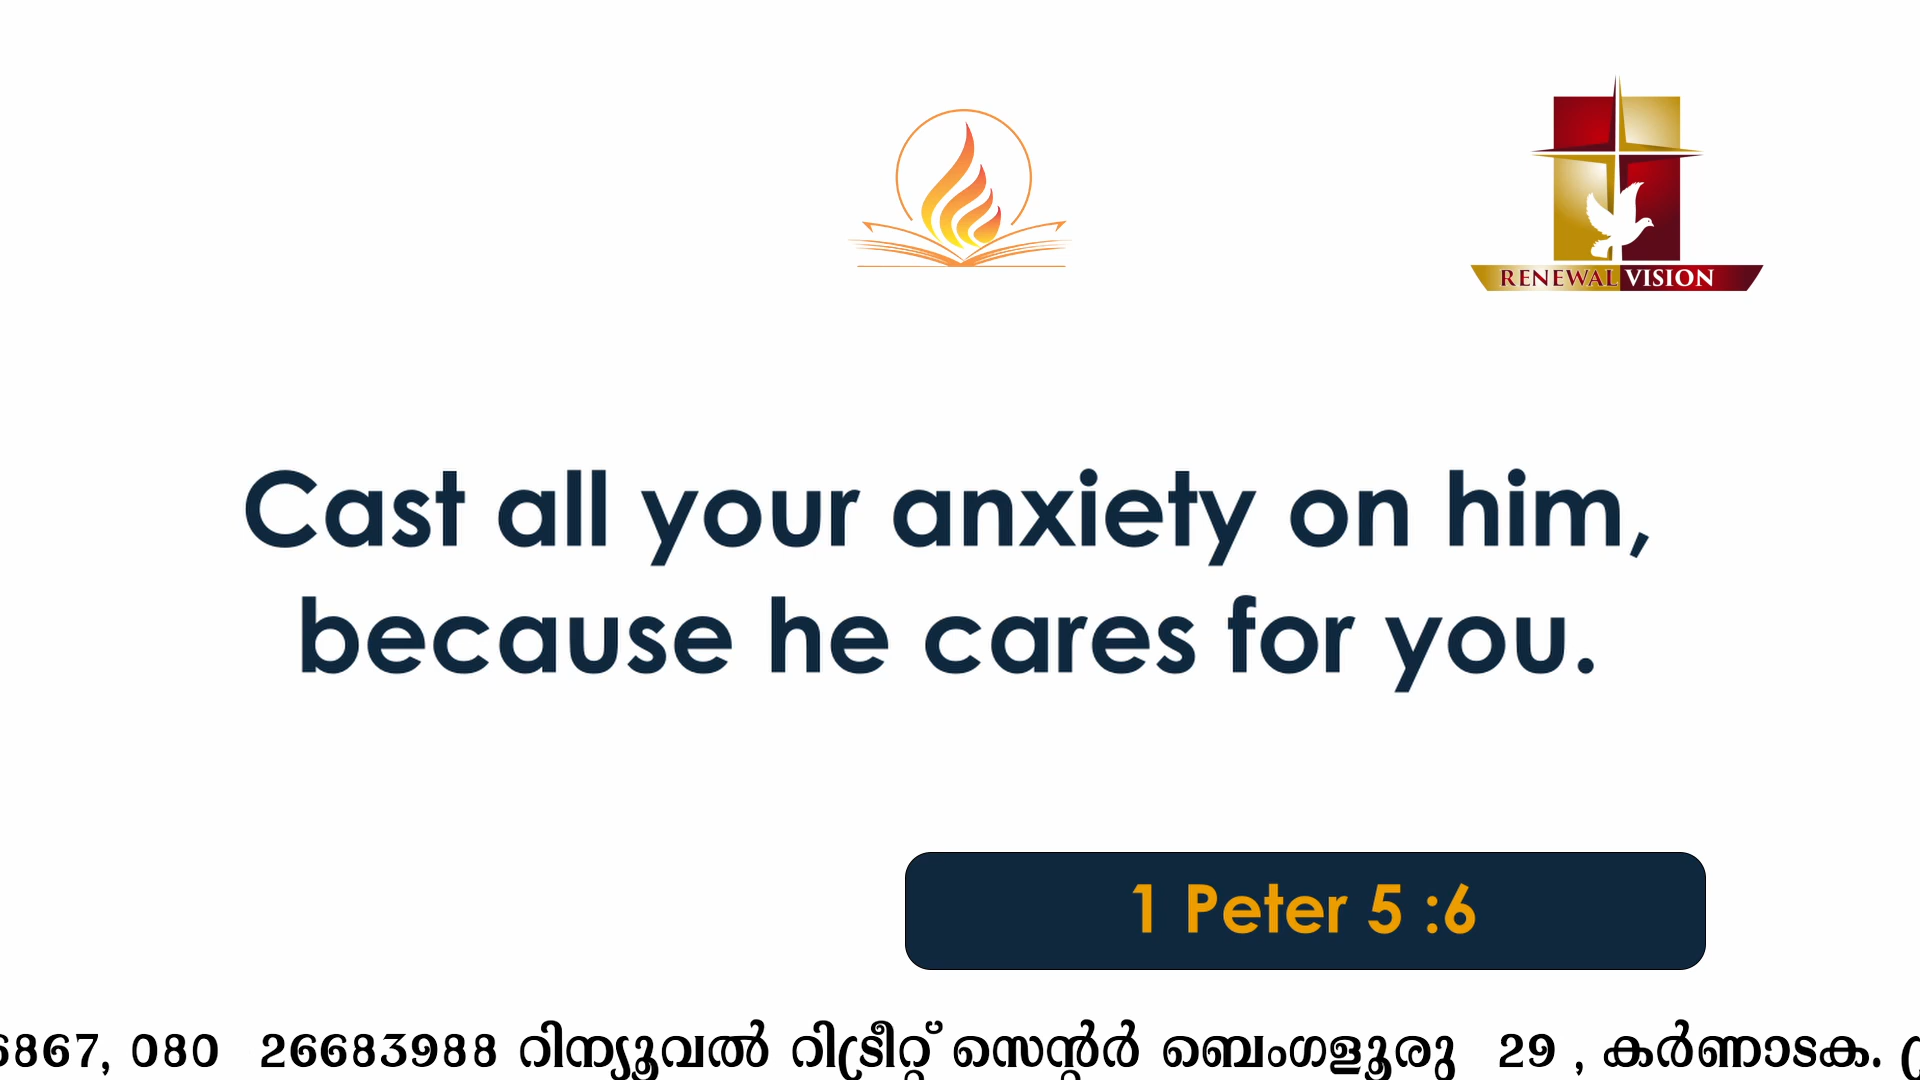 RENEWAL VISION
Cast all your anxiety on him,
because he cares for you.
1 Peter 5 :6
6867, 080 26683988 റിന്യൂവൽ റിട്രീറ്റ് സെന്റർ ബെംഗളൂരു 29 , കർണാടക.